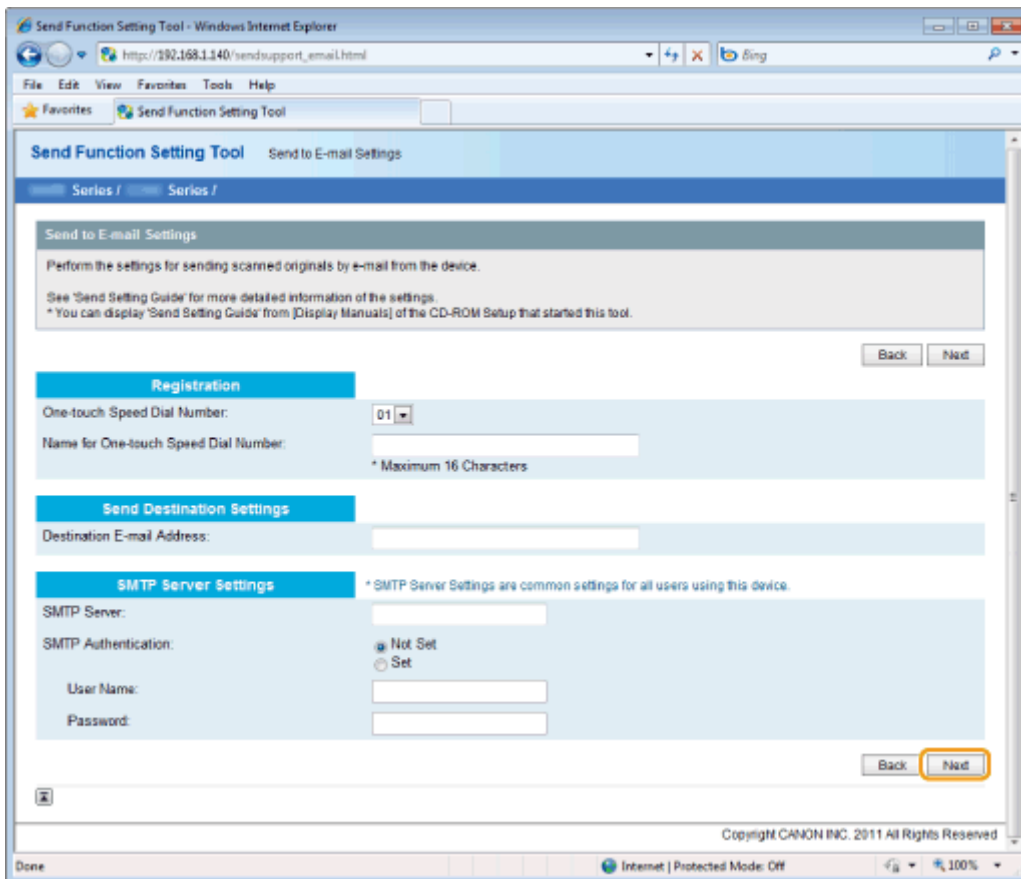 Send Function Setting Tool - Windows Internet Explorer
http://192.168.1.140/sendsupport_email.html
Bing
File Edit View Favorites Tools Help
Favorites Send Function Setting Tool
Send Function Setting Tool Send to E-mail Settings
Series / Series /
Send to E-mail Settings
Perform the settings for sending scanned originals by e-mail from the device.
See 'Send Setting Guide' for more detailed information of the settings.
* You can display 'Send Setting Guide' from [Display Manuals] of the CD-ROM Setup that started this tool.
Back Next
Registration
One-touch Speed Dial Number: 01
Name for One-touch Speed Dial Number:
* Maximum 16 Characters
Send Destination Settings
Destination E-mail Address:
SMTP Server Settings * SMTP Server Settings are common settings for all users using this device.
SMTP Server:
SMTP Authentication: Not Set
Set
User Name:
Password:
Back Next
Copyright CANON INC. 2011 All Rights Reserved
Done Internet | Protected Mode: Off 100%